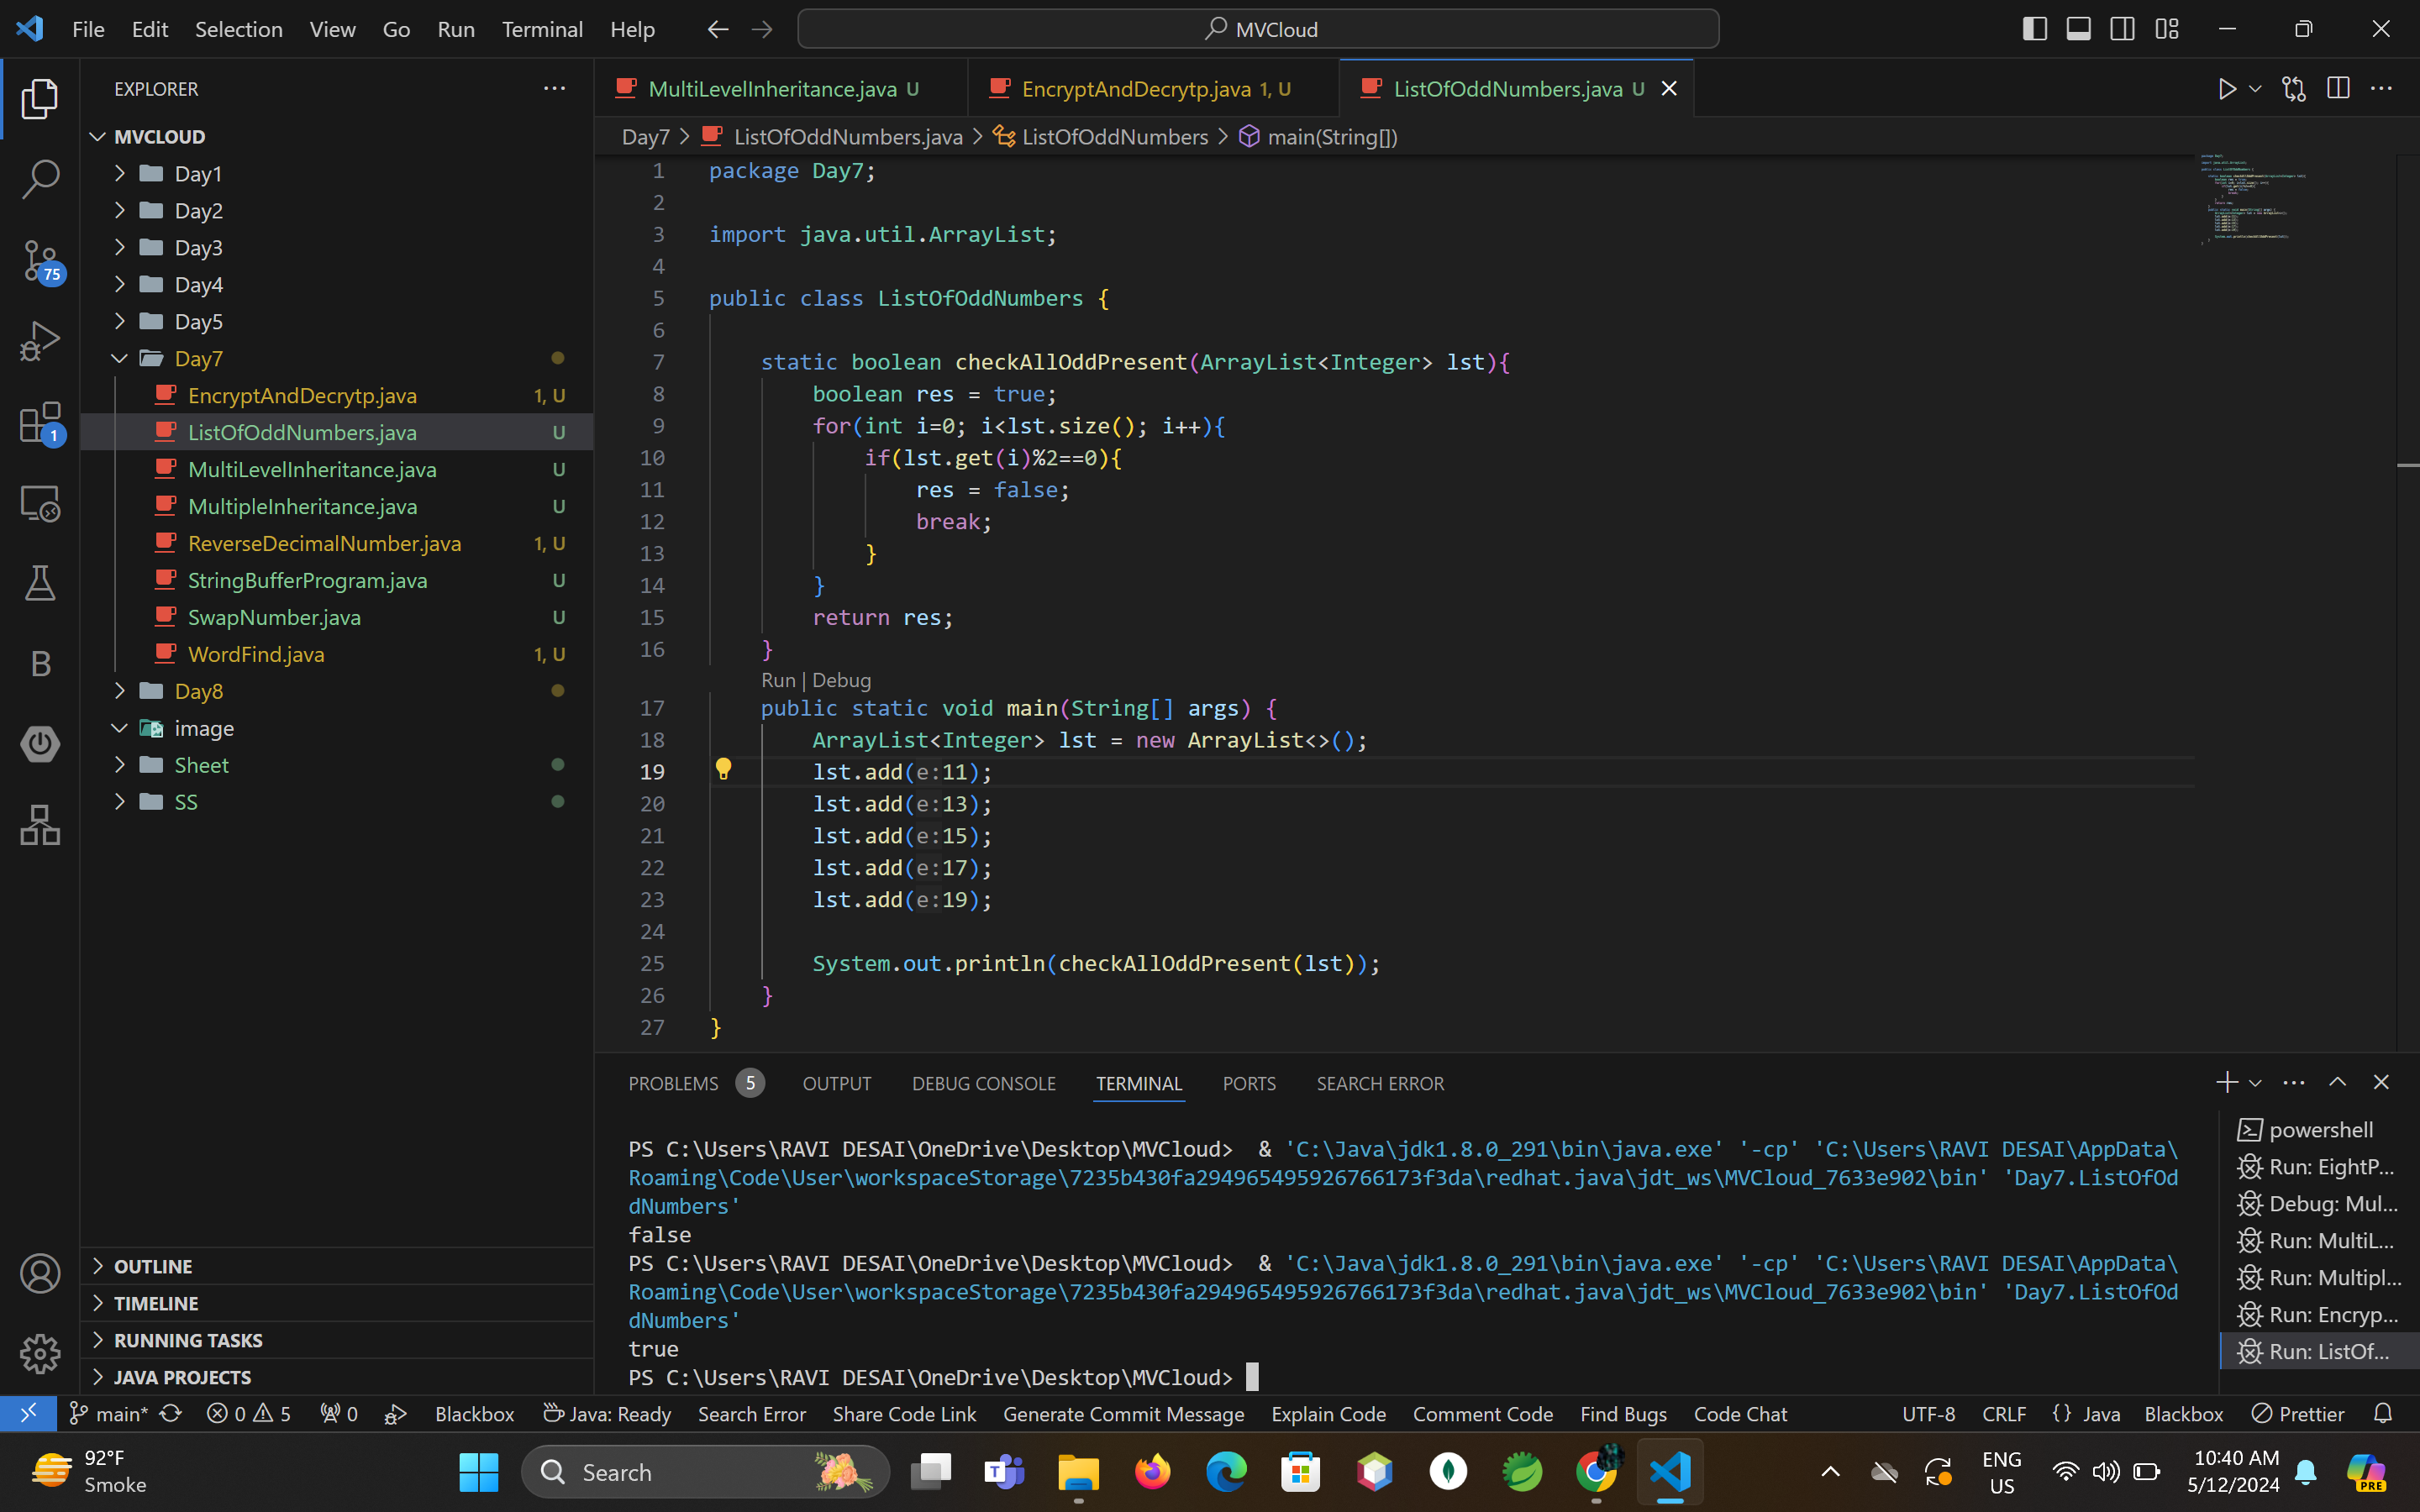 File Edit Selection View Go Run Terminal Help
MVCloud
EXPLORER
MVCLOUD
Day1
Day2
Day3
Day4
Day5
Day7
EncryptAndDecrytp.java 1, U
ListOfOddNumbers.java U
MultiLevelInheritance.java U
MultipleInheritance.java U
ReverseDecimalNumber.java 1, U
StringBufferProgram.java U
SwapNumber.java U
WordFind.java 1, U
Day8
image
Sheet
SS
OUTLINE
TIMELINE
RUNNING TASKS
JAVA PROJECTS
75
1
B
MultiLevelInheritance.java U EncryptAndDecrytp.java 1, U ListOfOddNumbers.java U
Day7 > ListOfOddNumbers.java > ListOfOddNumbers > main(String[])
1 package Day7;
2
3 import java.util.ArrayList;
4
5 public class ListOfOddNumbers {
6
7 static boolean checkAllOddPresent(ArrayList<Integer> lst){
8 boolean res = true;
9 for(int i=0; i<lst.size(); i++){
10 if(lst.get(i)%2==0){
11 res = false;
12 break;
13 }
14 }
15 return res;
16 }
Run | Debug
17 public static void main(String[] args) {
18 ArrayList<Integer> lst = new ArrayList<>();
19 lst.add(e:11);
20 lst.add(e:13);
21 lst.add(e:15);
22 lst.add(e:17);
23 lst.add(e:19);
24
25 System.out.println(checkAllOddPresent(lst));
26 }
27 }
PROBLEMS 5 OUTPUT DEBUG CONSOLE TERMINAL PORTS SEARCH ERROR
PS C:\Users\RAVI DESAI\OneDrive\Desktop\MVCloud> & 'C:\Java\jdk1.8.0_291\bin\java.exe' '-cp' 'C:\Users\RAVI DESAI\AppData\
Roaming\Code\User\workspaceStorage\7235b430fa294965495926766173f3da\redhat.java\jdt_ws\MVCloud_7633e902\bin' 'Day7.ListOfOd
dNumbers'
false
PS C:\Users\RAVI DESAI\OneDrive\Desktop\MVCloud> & 'C:\Java\jdk1.8.0_291\bin\java.exe' '-cp' 'C:\Users\RAVI DESAI\AppData\
Roaming\Code\User\workspaceStorage\7235b430fa294965495926766173f3da\redhat.java\jdt_ws\MVCloud_7633e902\bin' 'Day7.ListOfOd
dNumbers'
true
PS C:\Users\RAVI DESAI\OneDrive\Desktop\MVCloud>
powershell
Run: EightP...
Debug: Mul...
Run: MultiL...
Run: Multipl...
Run: Encryp...
Run: ListOf...
main* 0 5 0 Blackbox Java: Ready Search Error Share Code Link Generate Commit Message Explain Code Comment Code Find Bugs Code Chat UTF-8 CRLF {} Java Blackbox Prettier
92°F
Smoke
Search
ENG
US
10:40 AM
5/12/2024
PRE